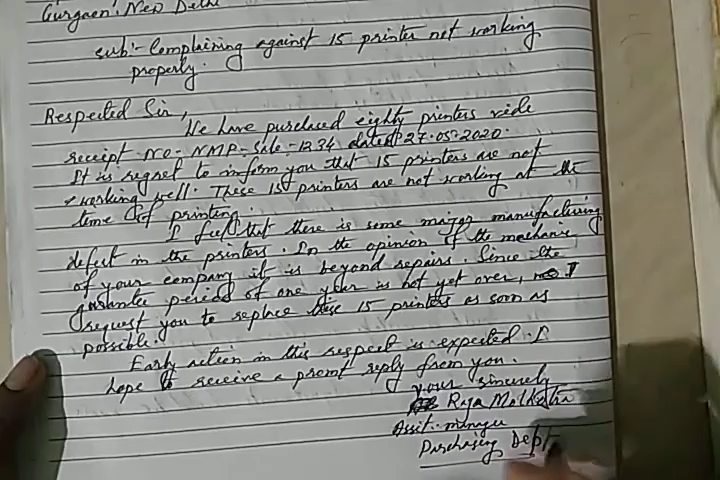 Gurgaon, New Delhi
sub:- Complaining against 15 printer not working
properly.
Respected Sir,
We have purchased eighty printers vide
receipt No- NMP-Sale-1234 dated 27.05.2020.
It is regret to inform you that 15 printers are not
working well. These 15 printers are not working at the
time of printing.
I feel that there is some major manufacturing
defect in the printers. In the opinion of the mechanic
of your company it is beyond repairs. Since the
guarantee period of one year is not yet over, I
request you to replace these 15 printers as soon as
possible.
Early action in this respect is expected. I
hope to receive a promt reply from you.
your sincerely
Raja Malhotra
Assit. manager
Purchasing Dept